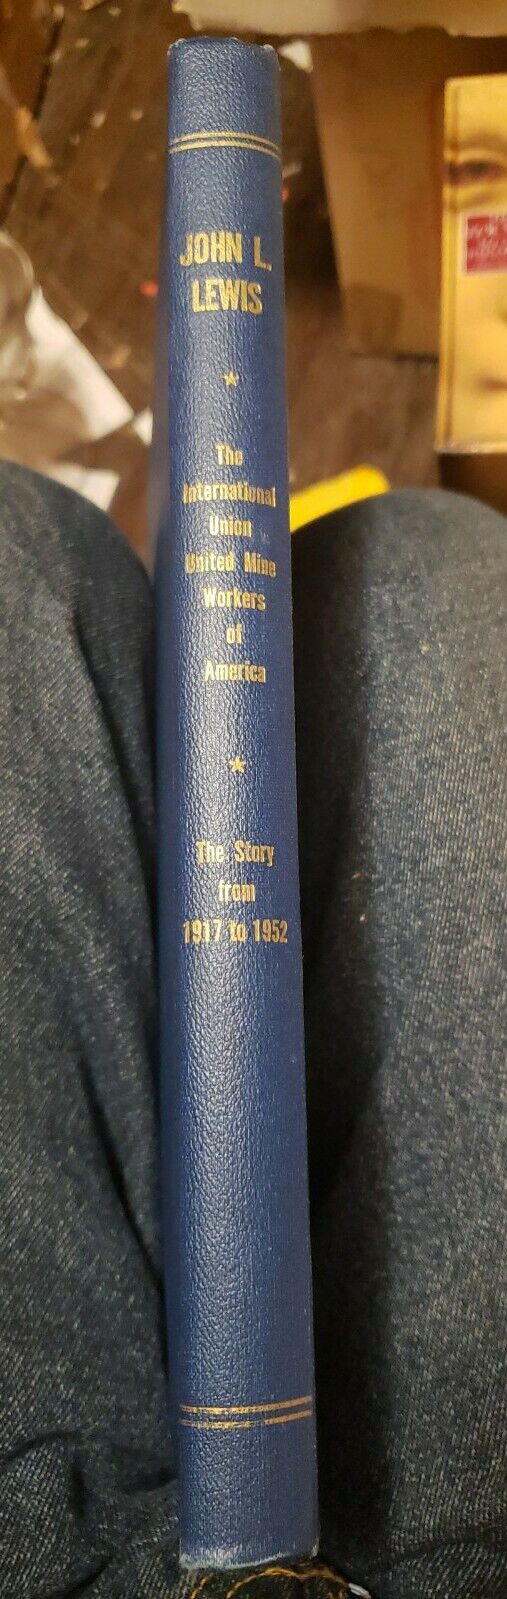 JOHN L.
LEWIS
The
International
Union
United Mine
Workers
of
America
The Story
from
1917 to 1952